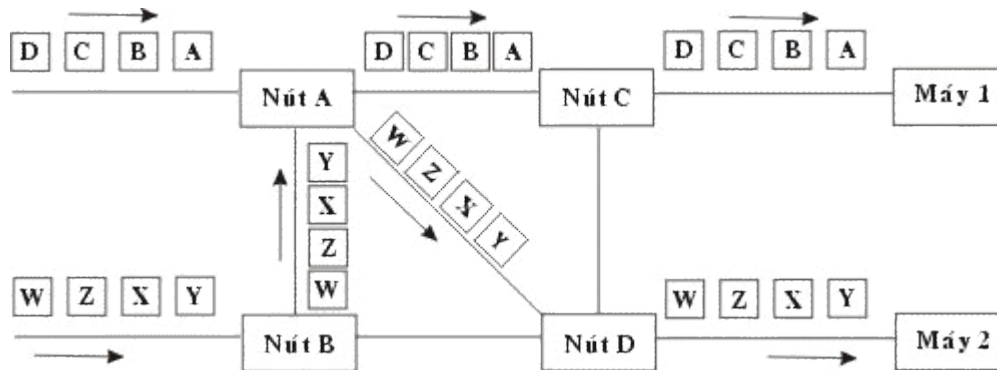 D C B A
D C B A
D C B A
Nút A
Nút C
Máy 1
Y
X
Z
W
W
Z
X
Y
W Z X Y
W Z X Y
Nút B
Nút D
Máy 2